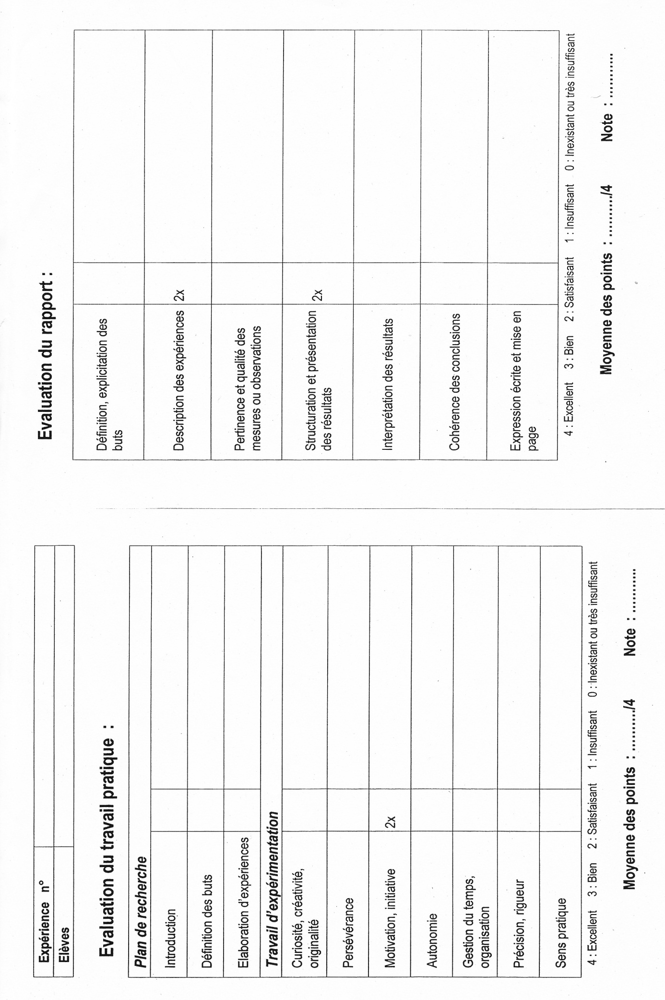 Expérience n°
Elèves
Evaluation du travail pratique :
Plan de recherche
Introduction
Définition des buts
Elaboration d'expériences
Travail d'expérimentation
Curiosité, créativité,
originalité
Persévérance
Motivation, initiative 2x
Autonomie
Gestion du temps,
organisation
Précision, rigueur
Sens pratique
4 : Excellent 3 : Bien 2 : Satisfaisant 1 : Insuffisant 0 : Inexistant ou très insuffisant
Moyenne des points : ........../4 Note : ...........
Evaluation du rapport :
Définition, explicitation des
buts
Description des expériences 2x
Pertinence et qualité des
mesures ou observations
Structuration et présentation 2x
des résultats
Interprétation des résultats
Cohérence des conclusions
Expression écrite et mise en
page
4 : Excellent 3 : Bien 2 : Satisfaisant 1 : Insuffisant 0 : Inexistant ou très insuffisant
Moyenne des points : ........../4 Note : ...........